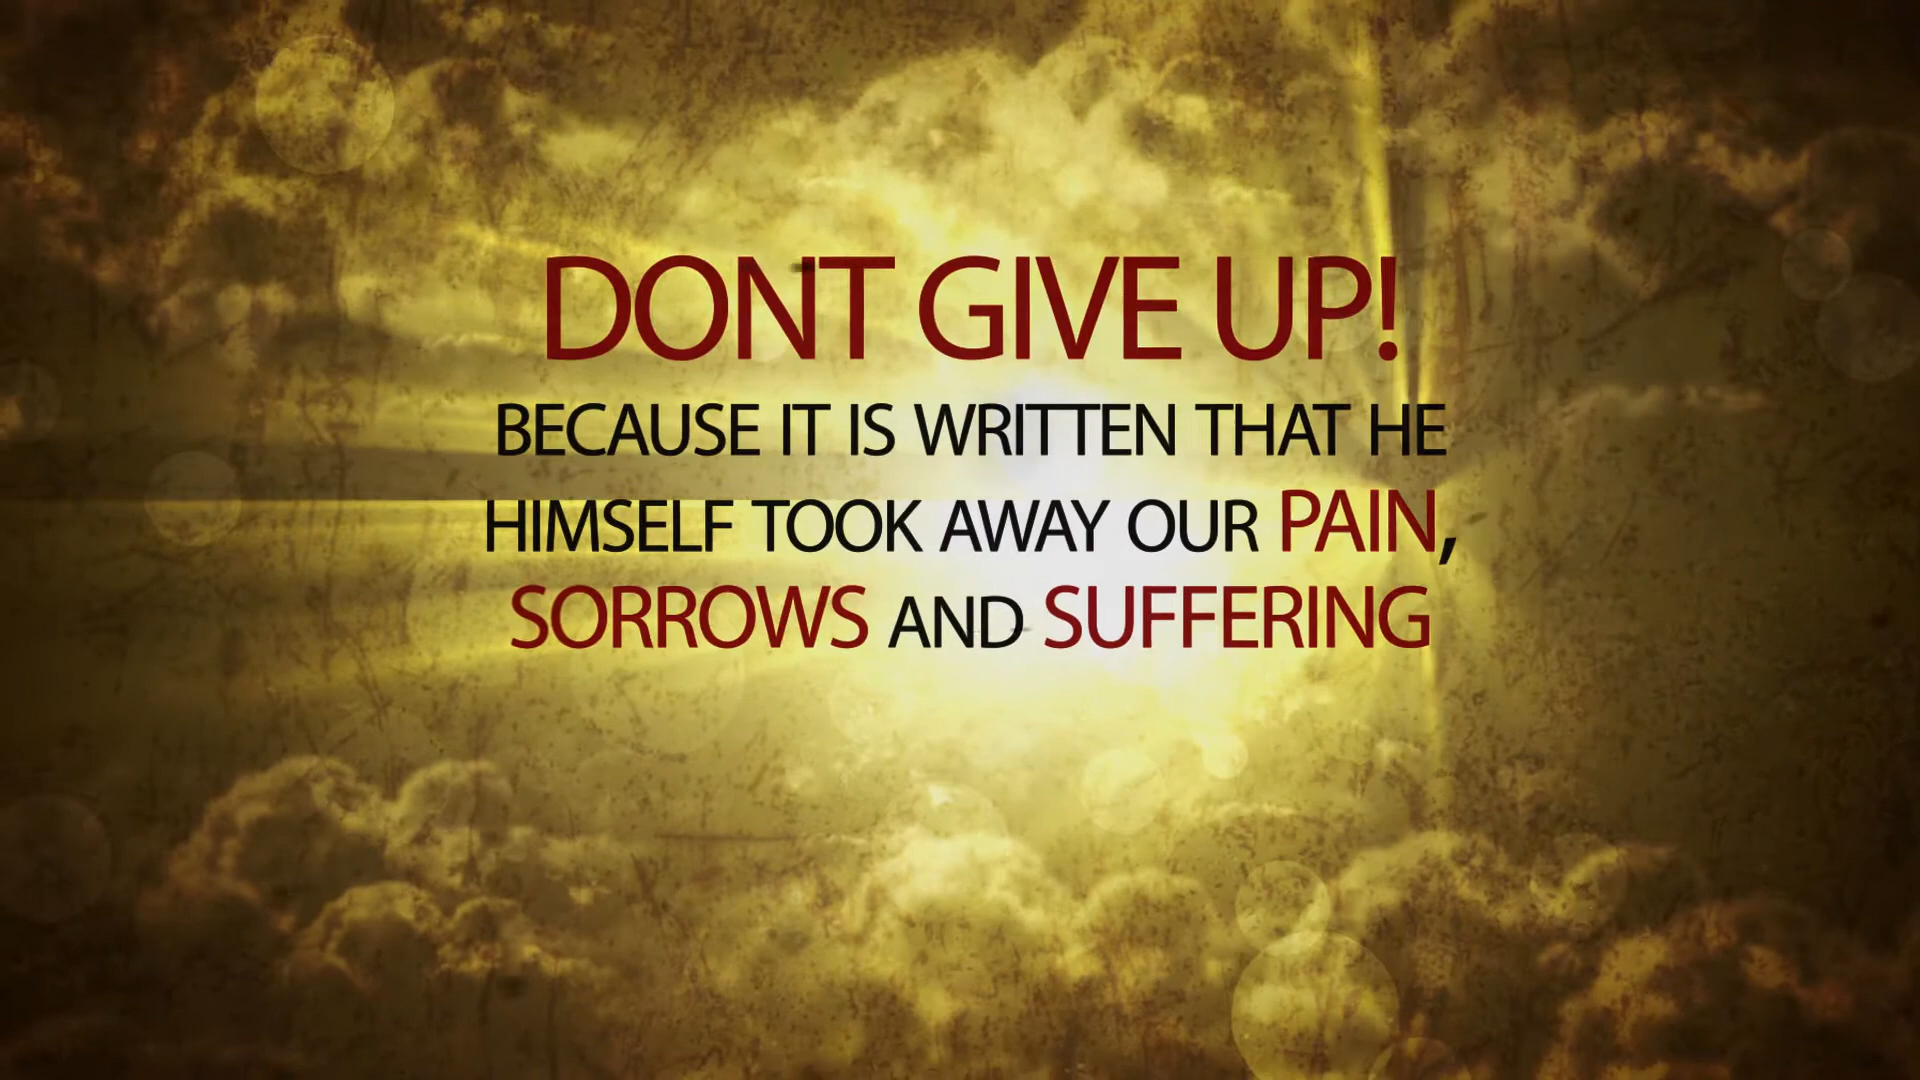 DONT GIVE UP!
BECAUSE IT IS WRITTEN THAT HE
HIMSELF TOOK AWAY OUR PAIN,
SORROWS AND SUFFERING